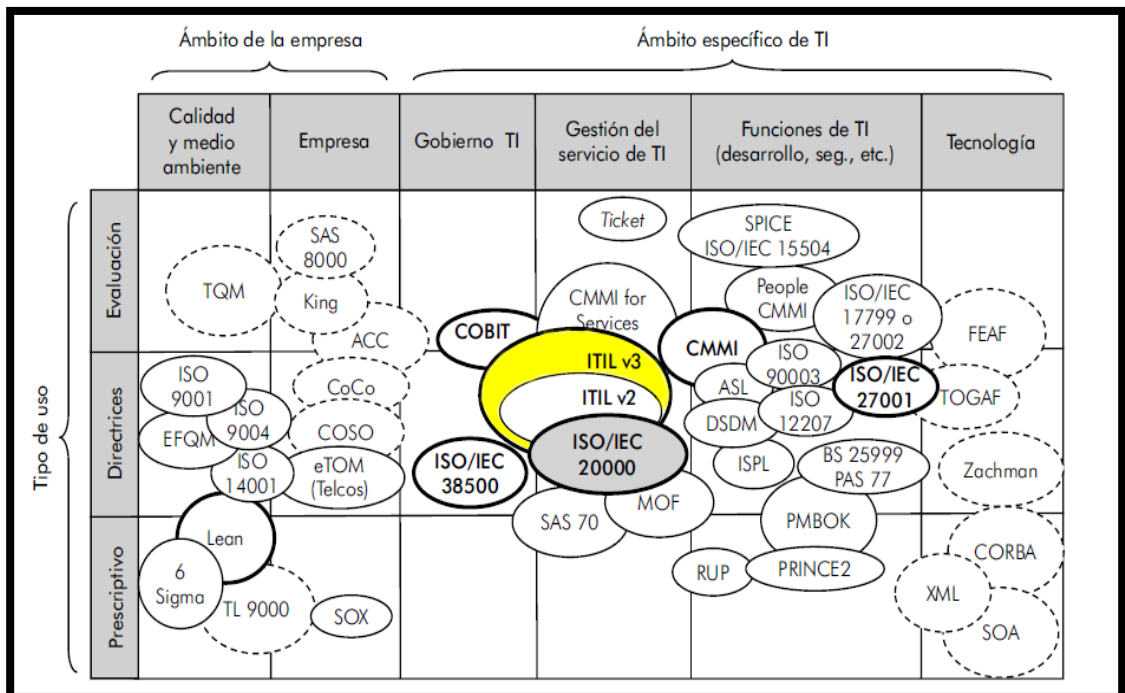 Ámbito de la empresa
Ámbito específico de TI
Calidad
y medio
ambiente
Empresa
Gobierno TI
Gestión del
servicio de TI
Funciones de TI
(desarrollo, seg., etc.)
Tecnología
Tipo de uso
Evaluación
TQM
SAS
8000
King
ACC
COBIT
Ticket
CMMI for
Services
SPICE
ISO/IEC 15504
People
CMMI
ISO/IEC
17799 o
27002
CMMI
FEAF
Directrices
ISO
9001
EFQM
ISO
9004
ISO
14001
CoCo
COSO
eTOM
(Telcos)
ISO/IEC
38500
ITIL v3
ITIL v2
ISO/IEC
20000
MOF
ASL
DSDM
ISPL
ISO
90003
ISO
12207
ISO/IEC
27001
BS 25999
PAS 77
TOGAF
Zachman
Prescriptivo
Lean
6
Sigma
TL 9000
SOX
SAS 70
RUP
PMBOK
PRINCE2
CORBA
XML
SOA